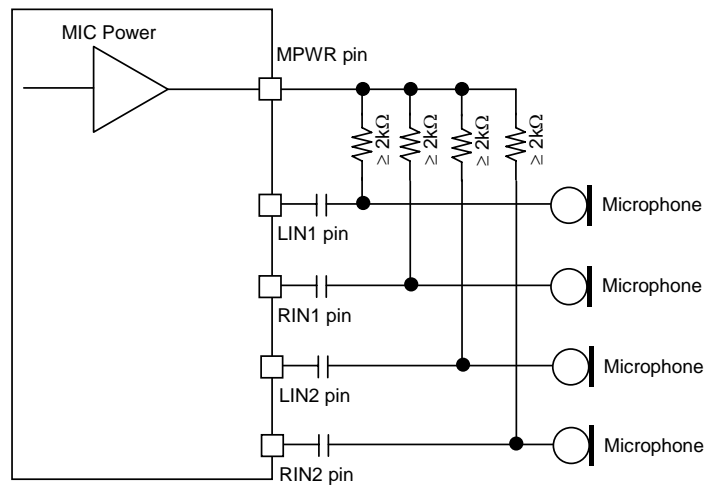 MIC Power
MPWR pin
≥ 2kΩ
≥ 2kΩ
≥ 2kΩ
≥ 2kΩ
LIN1 pin
Microphone
RIN1 pin
Microphone
LIN2 pin
Microphone
RIN2 pin
Microphone